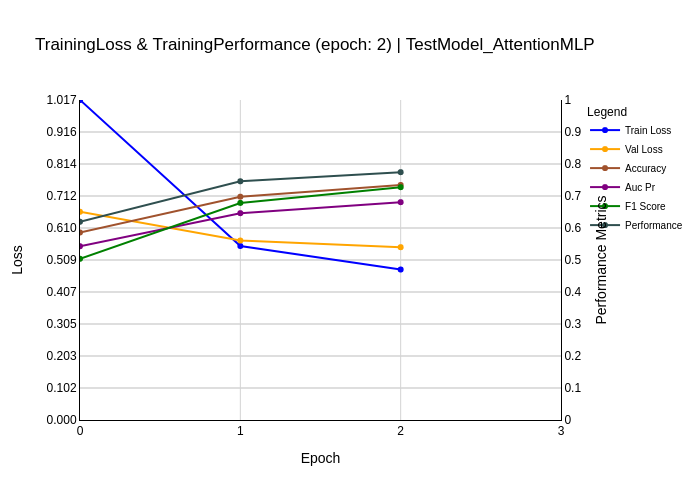 TrainingLoss & TrainingPerformance (epoch: 2) | TestModel_AttentionMLP
Loss
1.017
0.916
0.814
0.712
0.610
0.509
0.407
0.305
0.203
0.102
0.000
0
1
2
3
Epoch
1
0.9
0.8
0.7
0.6
0.5
0.4
0.3
0.2
0.1
0
Performance Metrics
Legend
Train Loss
Val Loss
Accuracy
Auc Pr
F1 Score
Performance